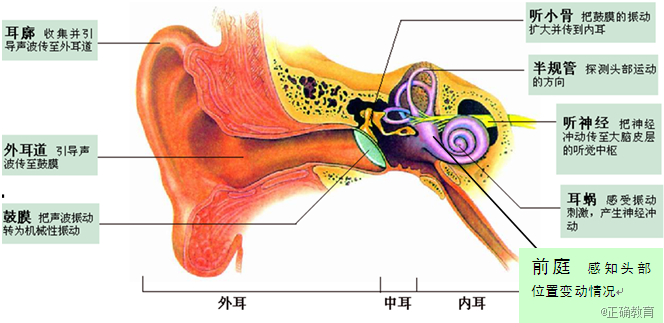 耳廓 收集并引
导声波传至外耳道
外耳道 引导声
波传至鼓膜
鼓膜 把声波振动
转为机械性振动
听小骨 把鼓膜的振动
扩大并传到内耳
半规管 探测头部运动
的方向
听神经 把神经
冲动传至大脑皮层
的听觉中枢
耳蜗 感受振动
刺激,产生神经冲
动
前庭 感知头部
位置变动情况
外耳 中耳 内耳
@正确教育